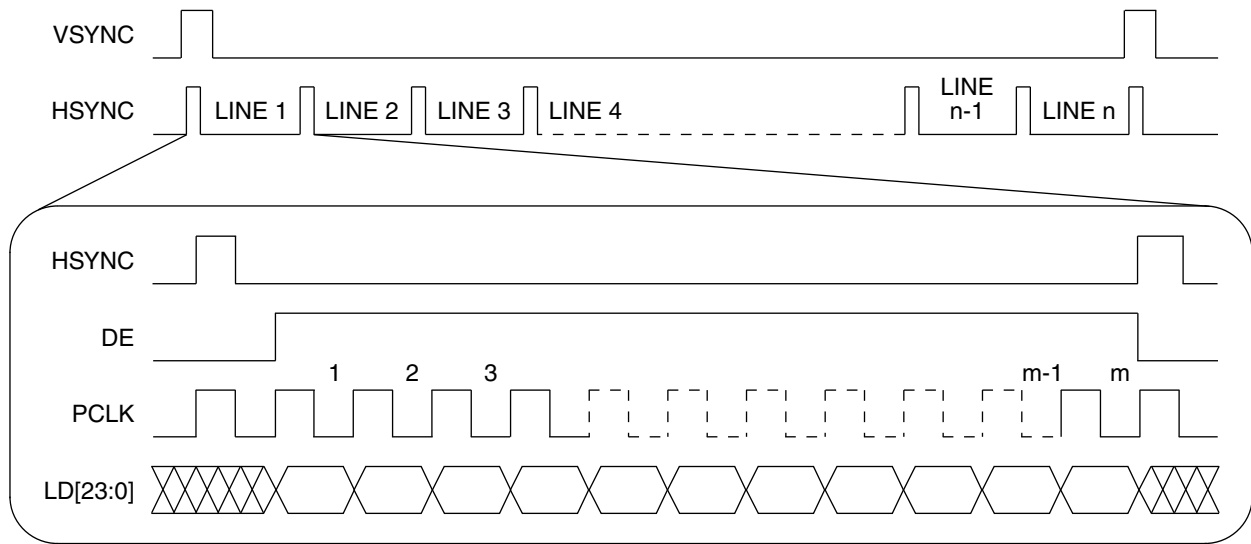 VSYNC
HSYNC
LINE 1
LINE 2
LINE 3
LINE 4
LINE
n-1
LINE n
HSYNC
DE
1
2
3
m-1
m
PCLK
LD[23:0]